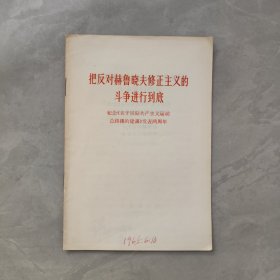 把反对赫鲁晓夫修正主义的
斗争进行到底
纪念《关于国际共产主义运动
总路线的建议》发表两周年
1965.6.18